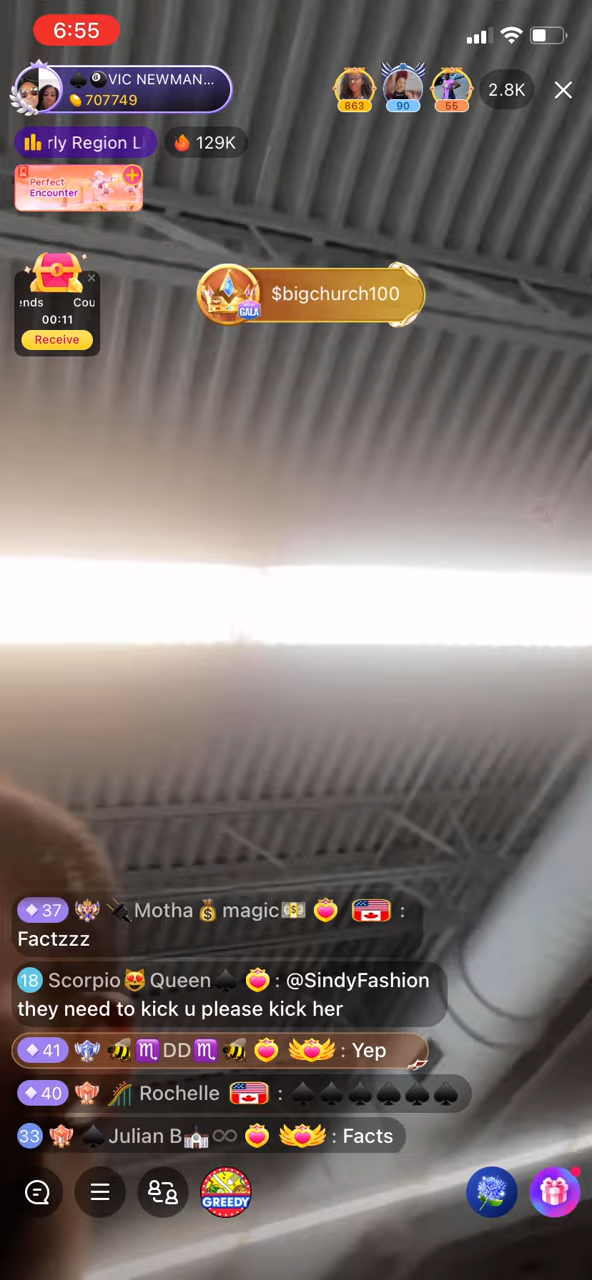 6:55
♠️🎱VIC NEWMAN...
707749
863
90
55
2.8K
rly Region L
129K
Perfect
Encounter
ends Cou
00:11
Receive
GALA
$bigchurch100
37 🔌Motha💰magic💵 :
Factzzz
18 Scorpio😻Queen♠️ : @SindyFashion
they need to kick u please kick her
41 🐝♏DD♏🐝 : Yep
40 🎢 Rochelle : ♠️♠️♠️♠️♠️♠️
33 ♠️Julian B💒♾️ : Facts
GREEDY